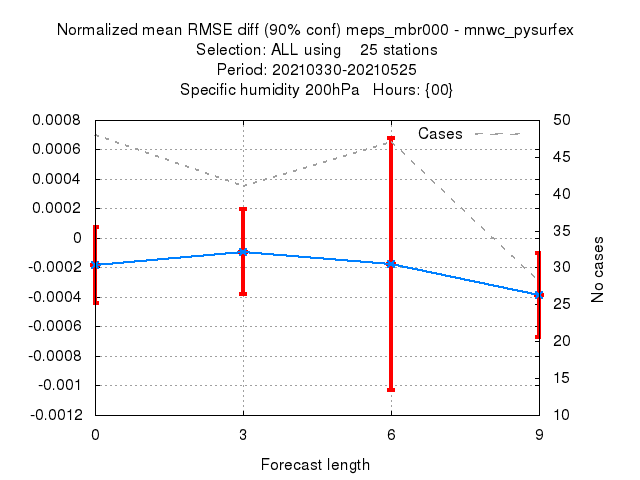 Normalized mean RMSE diff (90% conf) meps_mbr000 - mnwc_pysurfex
Selection: ALL using 25 stations
Period: 20210330-20210525
Specific humidity 200hPa Hours: {00}
Cases
0.0008
0.0006
0.0004
0.0002
0
-0.0002
-0.0004
-0.0006
-0.0008
-0.001
-0.0012
50
45
40
35
30
25
20
15
10
No cases
0 3 6 9
Forecast length